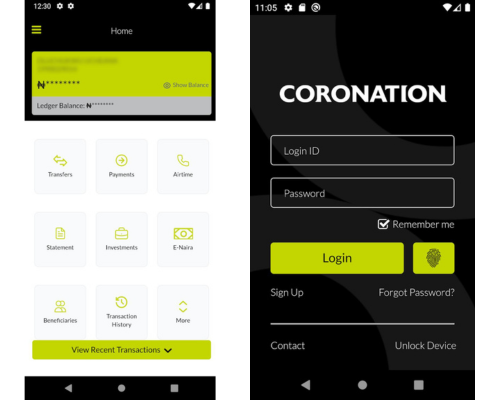 12:30
Home
₦********
Show Balance
Ledger Balance: ₦********
Transfers
Payments
Airtime
Statement
Investments
E-Naira
Beneficiaries
Transaction
History
More
View Recent Transactions
11:05
CORONATION
Login ID
Password
Remember me
Login
Sign Up
Forgot Password?
Contact
Unlock Device